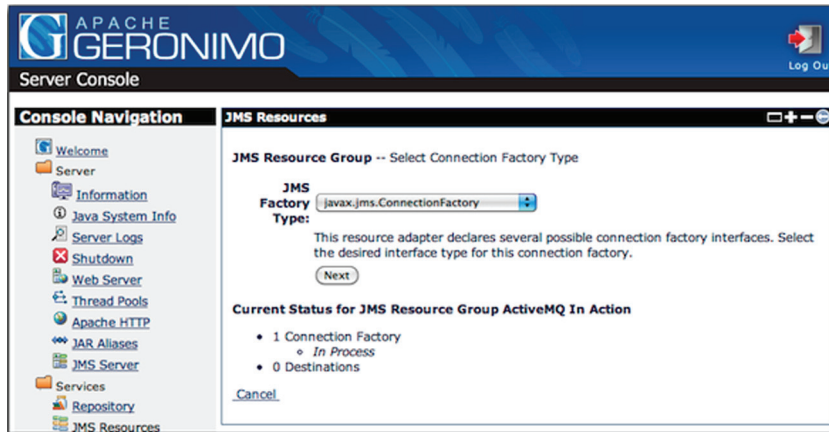 APACHE
GERONIMO
Log Ou
Server Console
Console Navigation
Welcome
Server
Information
Java System Info
Server Logs
Shutdown
Web Server
Thread Pools
Apache HTTP
JAR Aliases
JMS Server
Services
Repository
JMS Resources
JMS Resources
JMS Resource Group -- Select Connection Factory Type
JMS
Factory
Type:
javax.jms.ConnectionFactory
This resource adapter declares several possible connection factory interfaces. Select
the desired interface type for this connection factory.
Next
Current Status for JMS Resource Group ActiveMQ In Action
• 1 Connection Factory
In Process
• 0 Destinations
Cancel